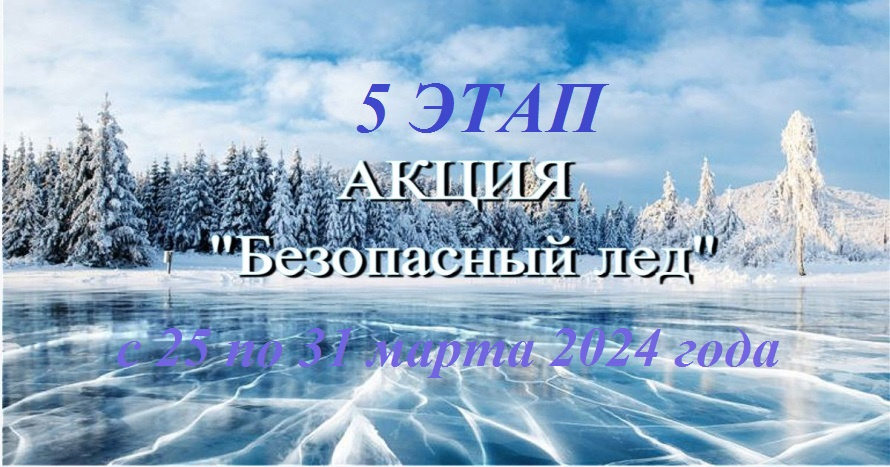 5 ЭТАП
АКЦИЯ
"Безопасный лед"
с 25 по 31 марта 2024 года